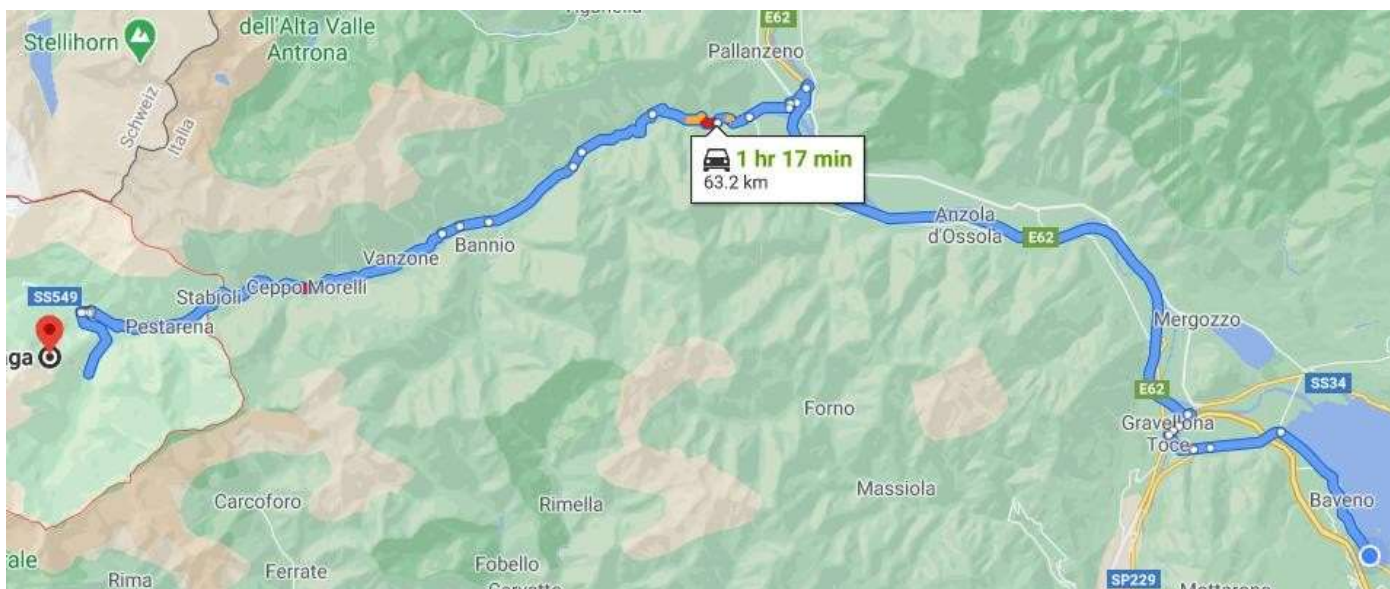 E62
dell'Alta Valle
Antrona
Stellihorn
Pallanzeno
Schweiz
Italia
1 hr 17 min
63.2 km
Anzola
d'Ossola
E62
Bannio
Vanzone
Ceppo Morelli
Stabioli
SS549
Pestarena
aga
Mergozzo
SS34
E62
Forno
Gravellona
Toce
Massiola
Baveno
Carcoforo
Rimella
Fobello
Ferrate
Rima
SP229